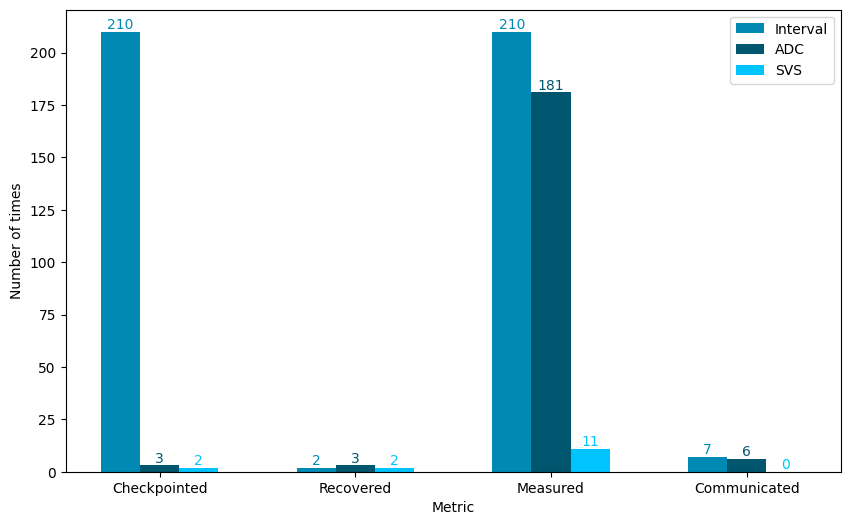 Number of times
200
175
150
125
100
75
50
25
0
210
3
2
2
3
2
210
181
11
7
6
0
Interval
ADC
SVS
Checkpointed
Recovered
Measured
Communicated
Metric